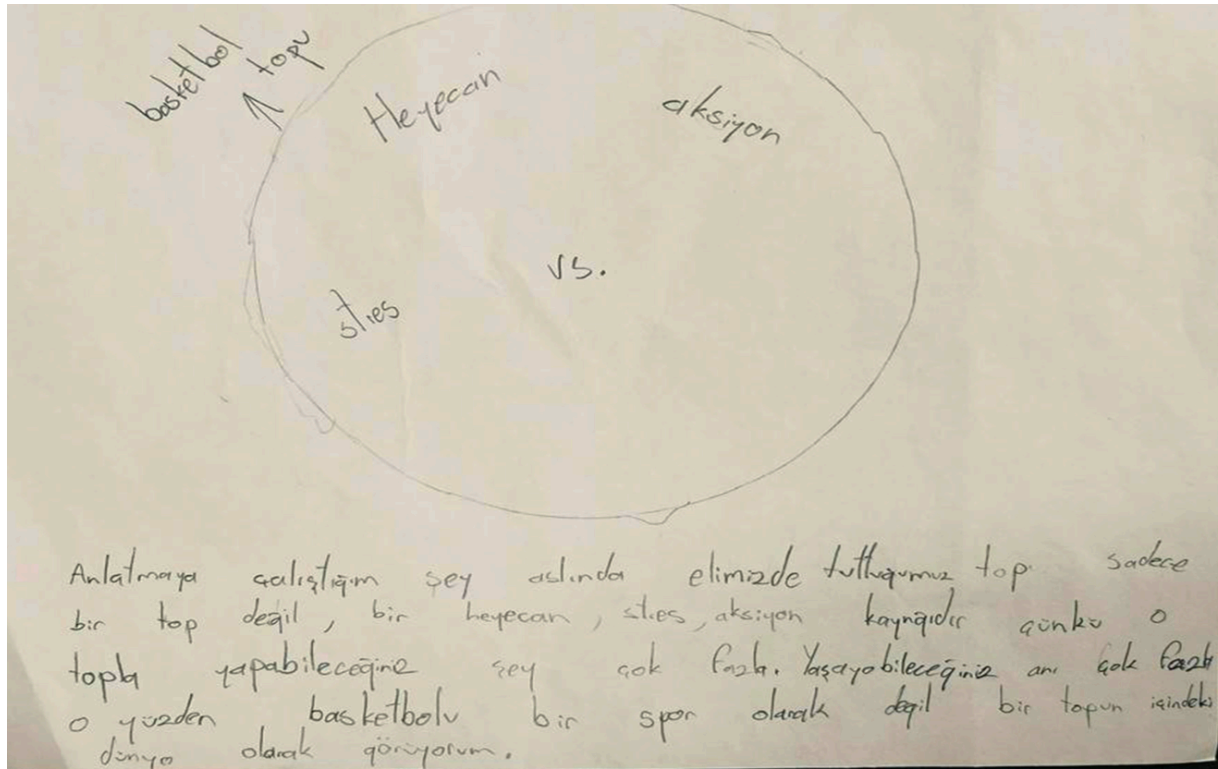 basketbol
topu
Heyecan
aksiyon
vs.
stres
Anlatmaya çalıştığım şey aslında elimizde tuttuğumuz top sadece
bir top değil, bir heyecan, stres, aksiyon kaynağıdır çünkü o
topla yapabileceğiniz şey çok fazla. Yaşayabileceğiniz anı çok fazla
o yüzden basketbolu bir spor olarak değil bir topun içindeki
dünya olarak görüyorum.